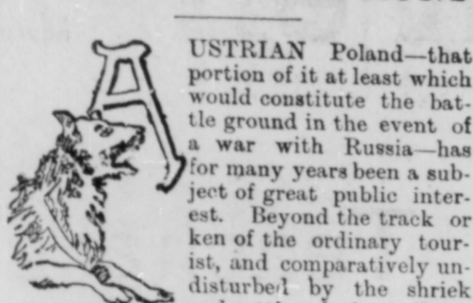 AUSTRIAN Poland—that
portion of it at least which
would constitute the bat-
tle ground in the event of
a war with Russia—has
for many years been a sub-
ject of great public inter-
est. Beyond the track or
ken of the ordinary tour-
ist, and comparatively un-
disturbed by the shriek